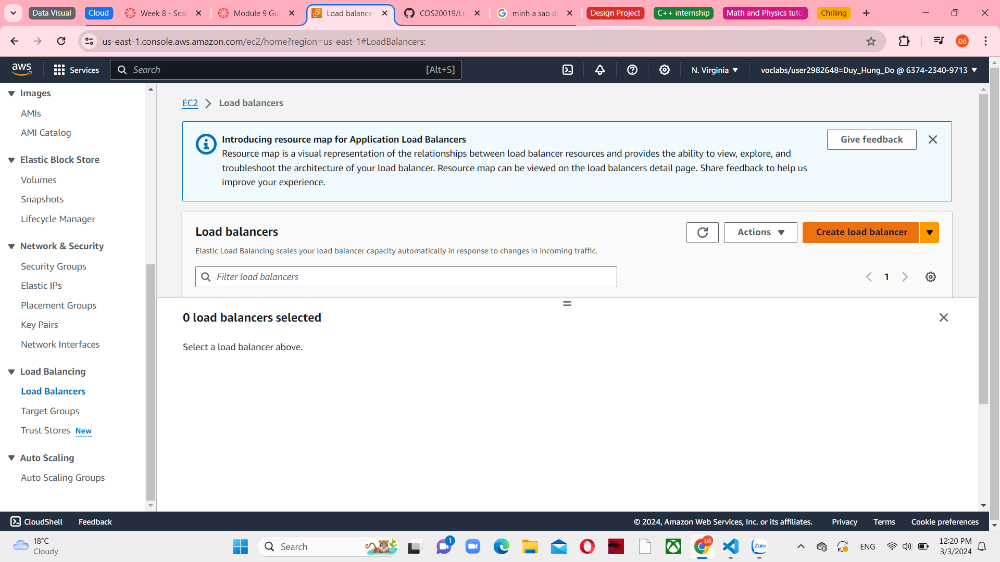 Data Visual
Cloud
Week 8 - Scal
Module 9 Gui
Load balancer
COS20019/Lu
minh a sao d
Design Project
C++ internship
Math and Physics tuto
Chilling
us-east-1.console.aws.amazon.com/ec2/home?region=us-east-1#LoadBalancers:
Đỗ
aws
Services
Search
[Alt+S]
N. Virginia
voclabs/user2982648=Duy_Hung_Do @ 6374-2340-9713
Images
AMIs
AMI Catalog
Elastic Block Store
Volumes
Snapshots
Lifecycle Manager
Network & Security
Security Groups
Elastic IPs
Placement Groups
Key Pairs
Network Interfaces
Load Balancing
Load Balancers
Target Groups
Trust Stores New
Auto Scaling
Auto Scaling Groups
EC2 > Load balancers
Introducing resource map for Application Load Balancers
Resource map is a visual representation of the relationships between load balancer resources and provides the ability to view, explore, and
troubleshoot the architecture of your load balancer. Resource map can be viewed on the load balancers detail page. Share feedback to help us
improve your experience.
Give feedback
Load balancers
Actions
Create load balancer
Elastic Load Balancing scales your load balancer capacity automatically in response to changes in incoming traffic.
Filter load balancers
1
0 load balancers selected
Select a load balancer above.
CloudShell
Feedback
© 2024, Amazon Web Services, Inc. or its affiliates.
Privacy
Terms
Cookie preferences
18°C
Cloudy
Search
1
Đỗ
Zalo
ENG
12:20 PM
3/3/2024